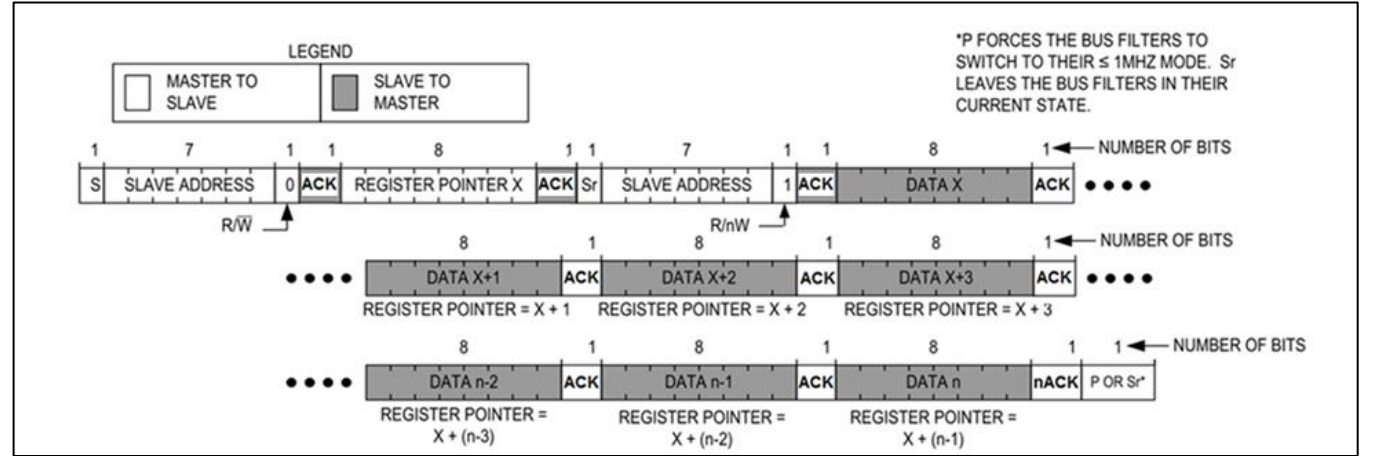 LEGEND
MASTER TO SLAVE
SLAVE TO MASTER
*P FORCES THE BUS FILTERS TO
SWITCH TO THEIR ≤ 1MHZ MODE. Sr
LEAVES THE BUS FILTERS IN THEIR
CURRENT STATE.
1 7 1 1 8 1 1 7 1 1 8 1 NUMBER OF BITS
S SLAVE ADDRESS 0 ACK REGISTER POINTER X ACK Sr SLAVE ADDRESS 1 ACK DATA X ACK
R/W̅ R/nW
8 1 8 1 8 1 NUMBER OF BITS
DATA X+1 ACK DATA X+2 ACK DATA X+3 ACK
REGISTER POINTER = X + 1 REGISTER POINTER = X + 2 REGISTER POINTER = X + 3
8 1 8 1 8 1 1 NUMBER OF BITS
DATA n-2 ACK DATA n-1 ACK DATA n nACK P OR Sr*
REGISTER POINTER = REGISTER POINTER = REGISTER POINTER =
X + (n-3) X + (n-2) X + (n-1)